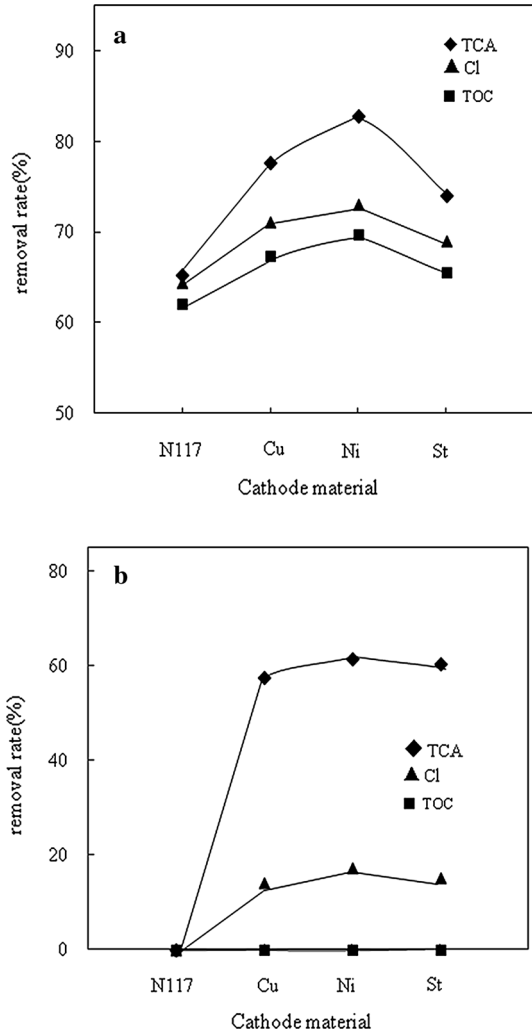 a
90
80
70
60
50
removal rate(%)
TCA
Cl
TOC
N117 Cu Ni St
Cathode material
b
80
60
40
20
0
removal rate(%)
TCA
Cl
TOC
N117 Cu Ni St
Cathode material